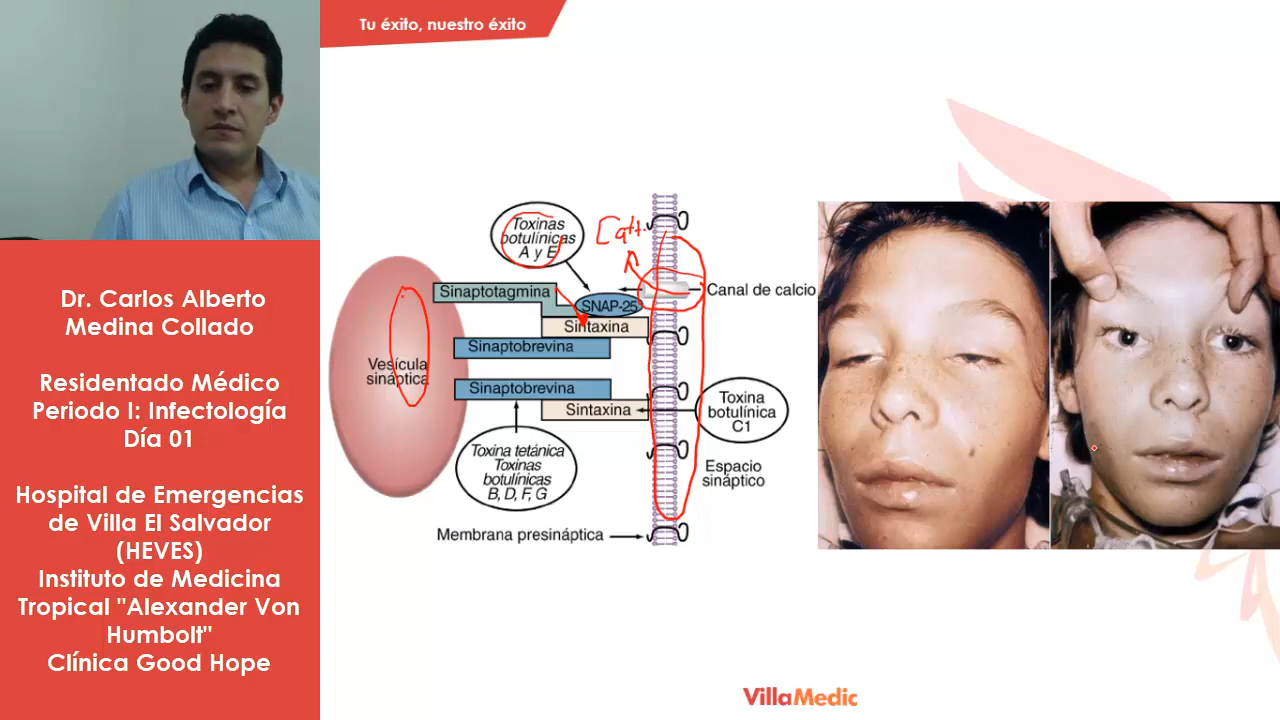 Tu éxito, nuestro éxito
Dr. Carlos Alberto
Medina Collado
Residentado Médico
Periodo I: Infectología
Día 01
Hospital de Emergencias
de Villa El Salvador
(HEVES)
Instituto de Medicina
Tropical "Alexander Von
Humbolt"
Clínica Good Hope
Toxinas
botulínicas
A y E
Sinaptotagmina
SNAP-25
Canal de calcio
Sintaxina
Sinaptobrevina
Vesícula
sináptica
Sinaptobrevina
Sintaxina
Toxina
botulínica
C1
Toxina tetánica
Toxinas
botulínicas
B, D, F, G
Espacio
sináptico
Membrana presináptica
VillaMedic